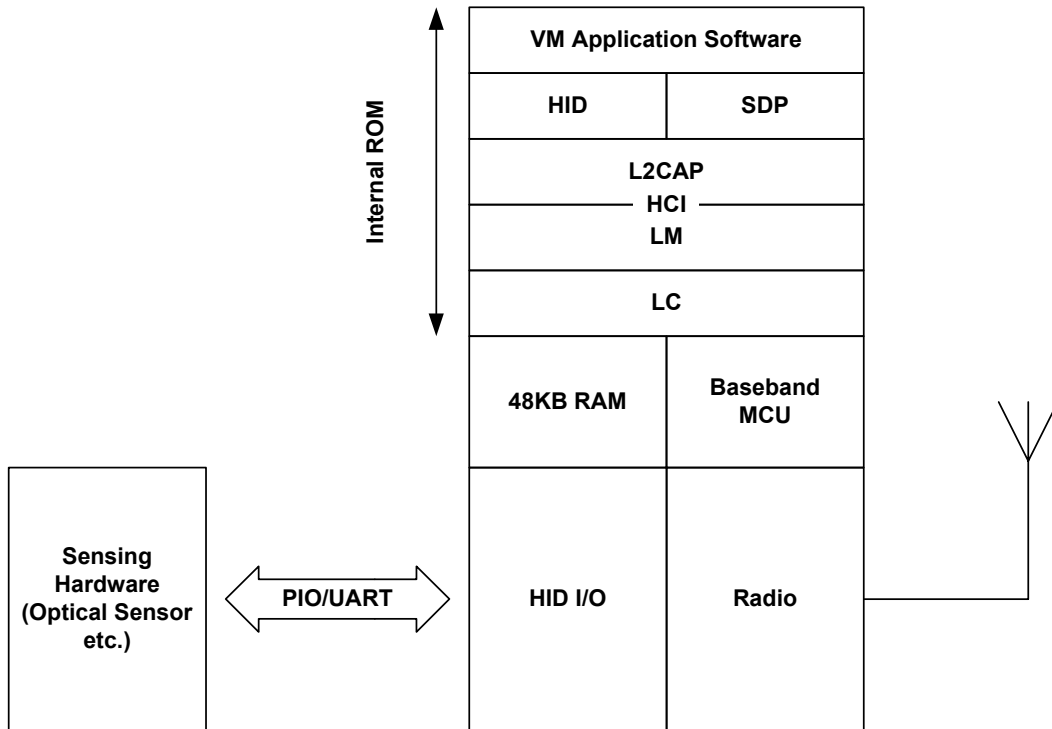 VM Application Software
Internal ROM
HID
SDP
L2CAP
HCI
LM
LC
48KB RAM
Baseband
MCU
Sensing
Hardware
(Optical Sensor
etc.)
PIO/UART
HID I/O
Radio